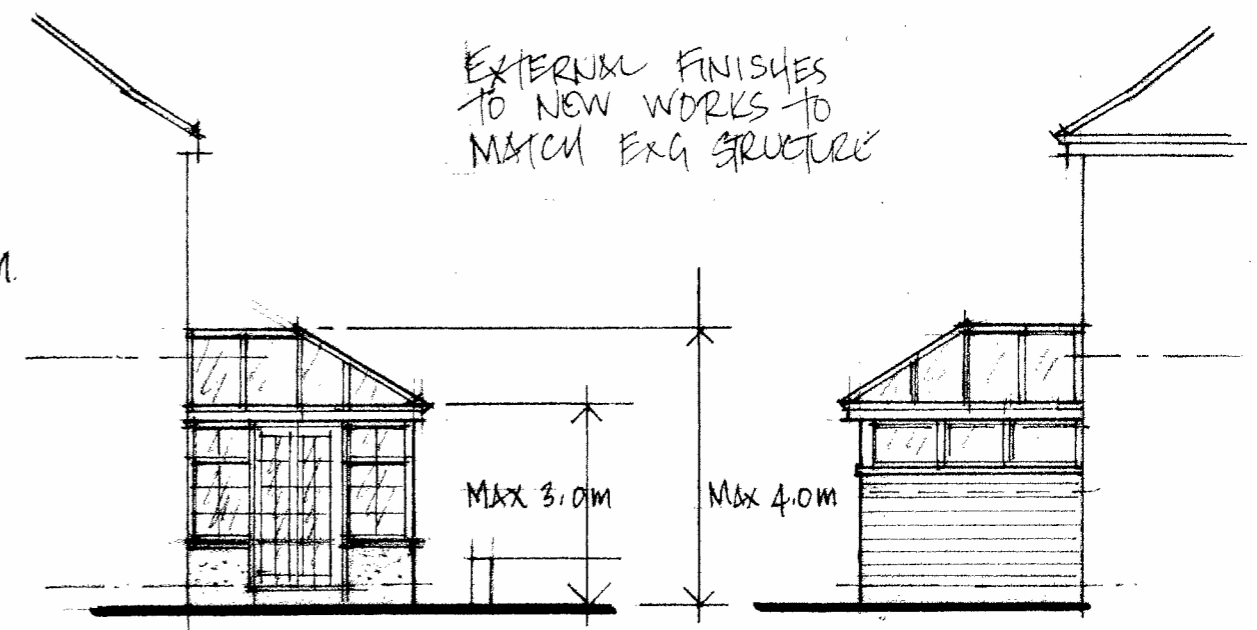 EXTERNAL FINISHES
TO NEW WORKS TO
MATCH EXG STRUCTURE
MAX 3.0m
MAX 4.0m